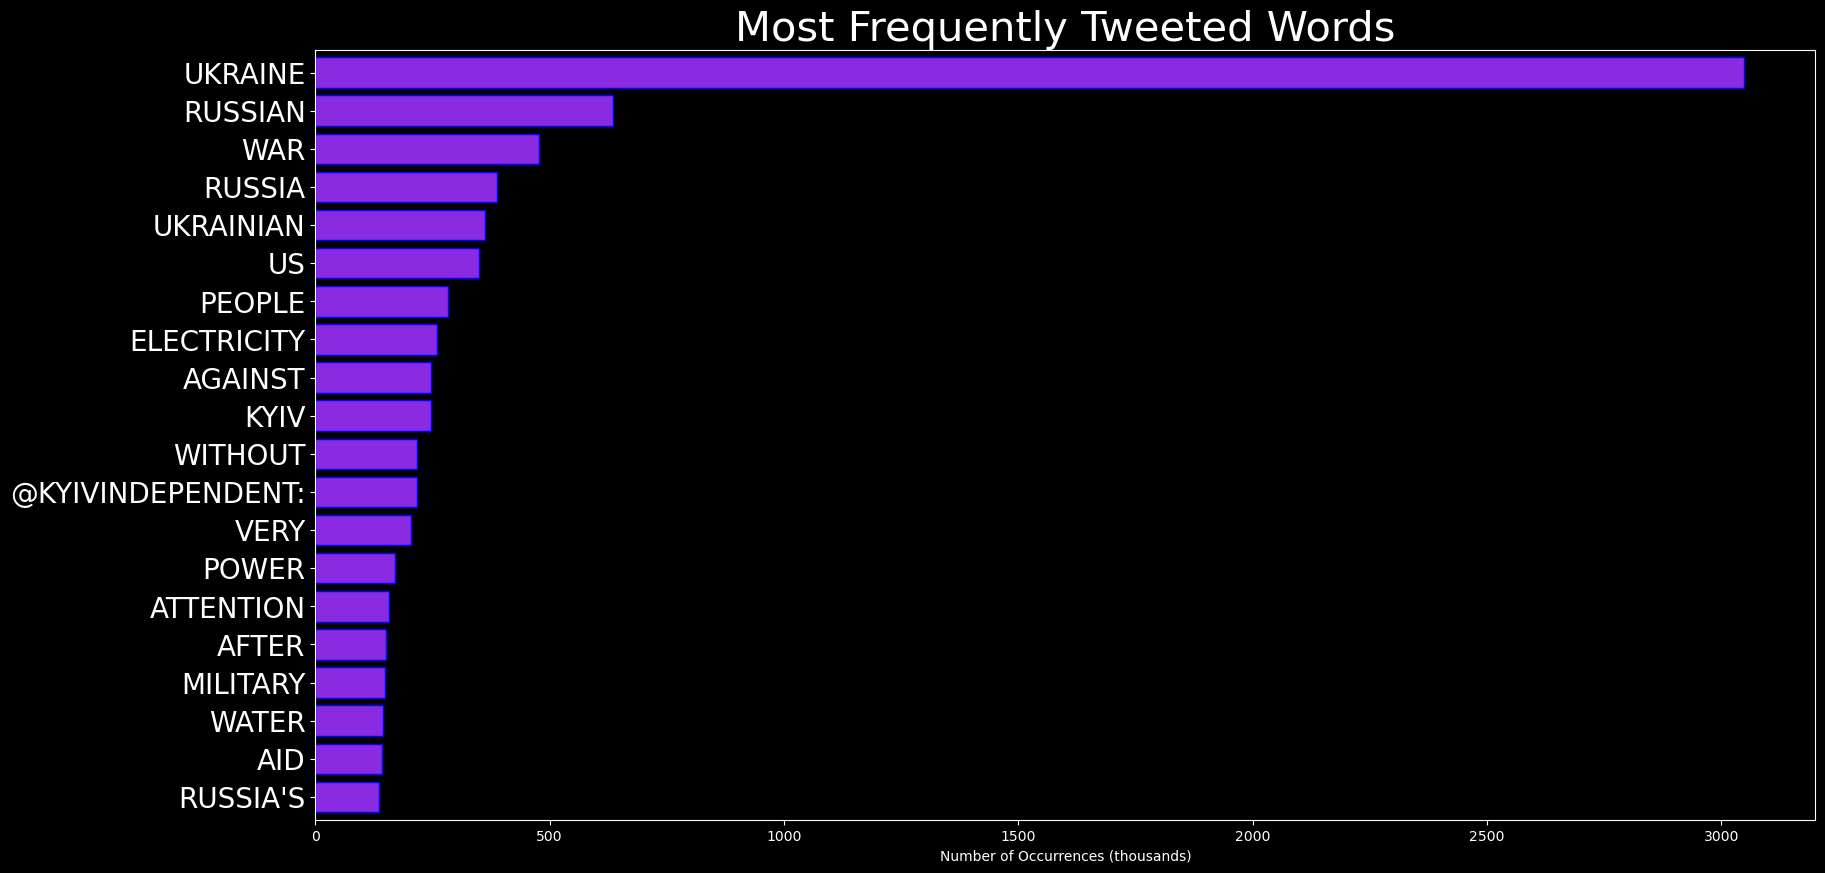 Most Frequently Tweeted Words
UKRAINE
RUSSIAN
WAR
RUSSIA
UKRAINIAN
US
PEOPLE
ELECTRICITY
AGAINST
KYIV
WITHOUT
@KYIVINDEPENDENT:
VERY
POWER
ATTENTION
AFTER
MILITARY
WATER
AID
RUSSIA'S
0 500 1000 1500 2000 2500 3000
Number of Occurrences (thousands)